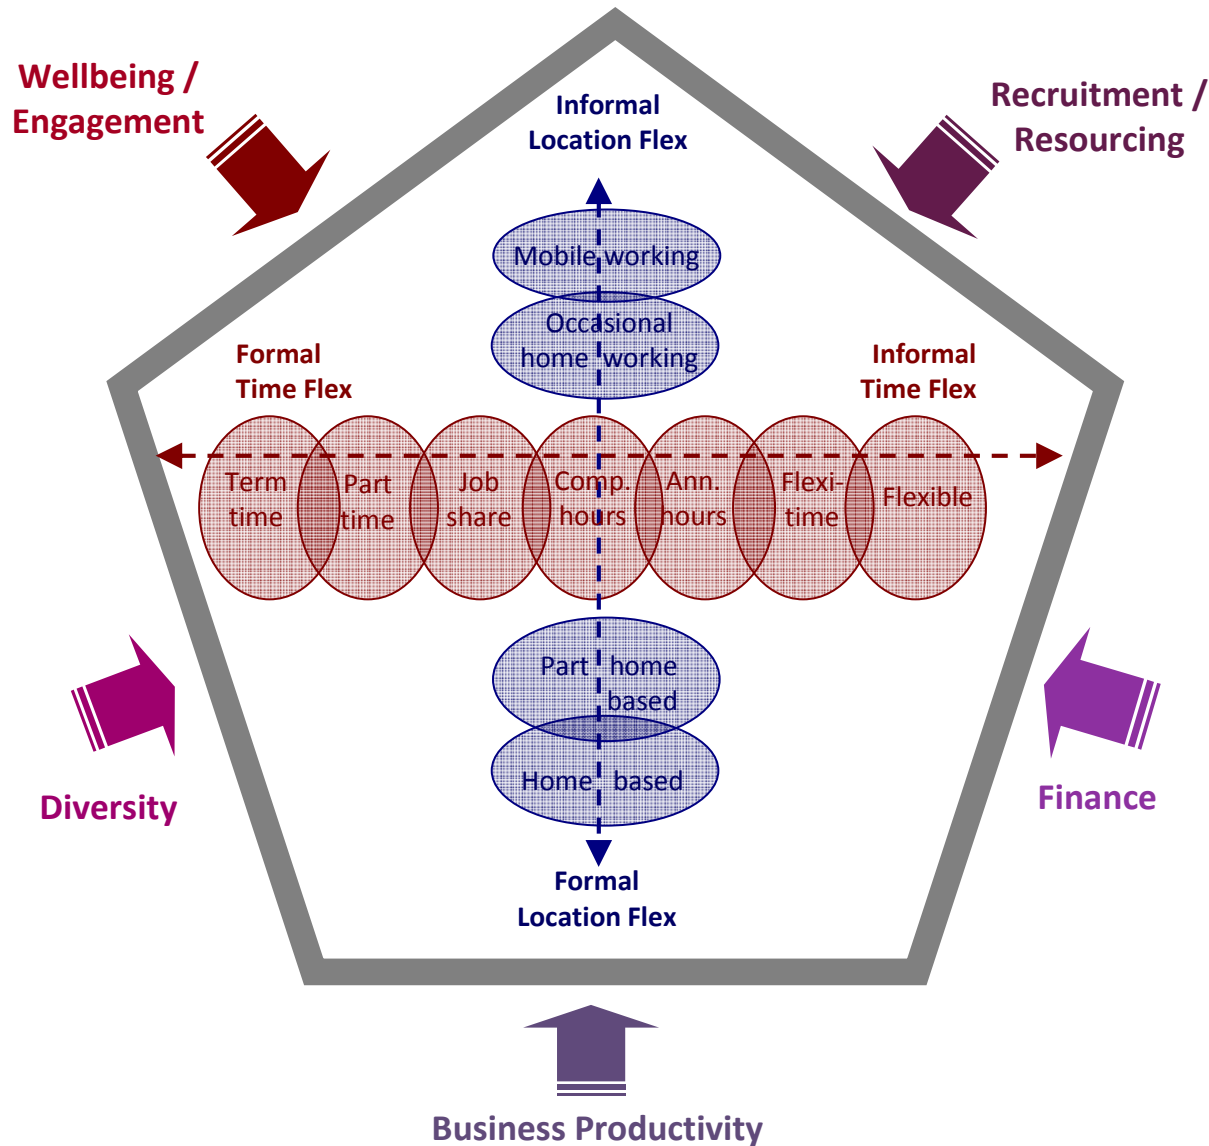 Wellbeing /
Engagement
Recruitment /
Resourcing
Informal
Location Flex
Mobile working
Occasional
home working
Formal
Time Flex
Informal
Time Flex
Term
time
Part
time
Job
share
Comp.
hours
Ann.
hours
Flexi-
time
Flexible
Part home
based
Home based
Diversity
Finance
Formal
Location Flex
Business Productivity